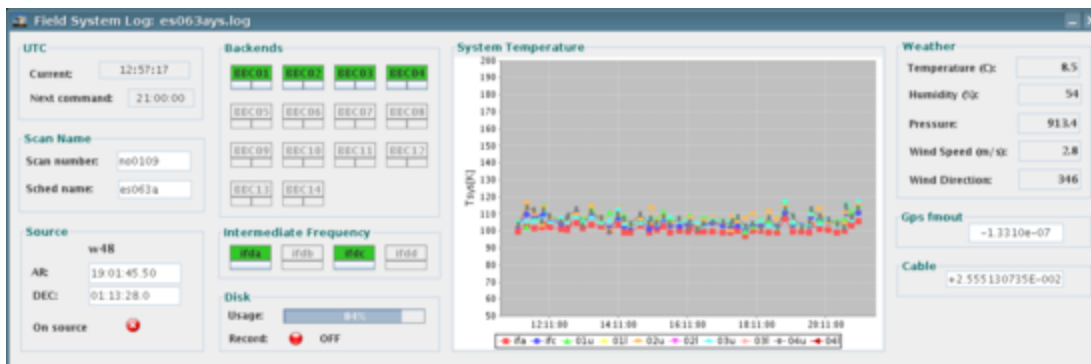 Field System Log: es063ays.log
UTC
Current: 12:57:17
Next command: 21:00:00
Scan Name
Scan number: no0109
Sched name: es063a
Source
w48
AR: 19:01:45.50
DEC: 01:13:28.0
On source
Backends
BBC01 BBC02 BBC03 BBC04
BBC05 BBC06 BBC07 BBC08
BBC09 BBC10 BBC11 BBC12
BBC13 BBC14
Intermediate Frequency
ifda ifdb ifdc ifdd
Disk
Usage: 84%
Record: OFF
System Temperature
Tsys[K]
200
190
180
170
160
150
140
130
120
110
100
90
80
70
60
50
12:11:00 14:11:00 16:11:00 18:11:00 20:11:00
ifa ifc 01u 01l 02u 02l 03u 03l 04u 04l
Weather
Temperature (C): 8.5
Humidity (%): 54
Pressure: 913.4
Wind Speed (m/s): 2.8
Wind Direction: 346
Gps fmout
-1.3310e-07
Cable
+2.555130735E-002